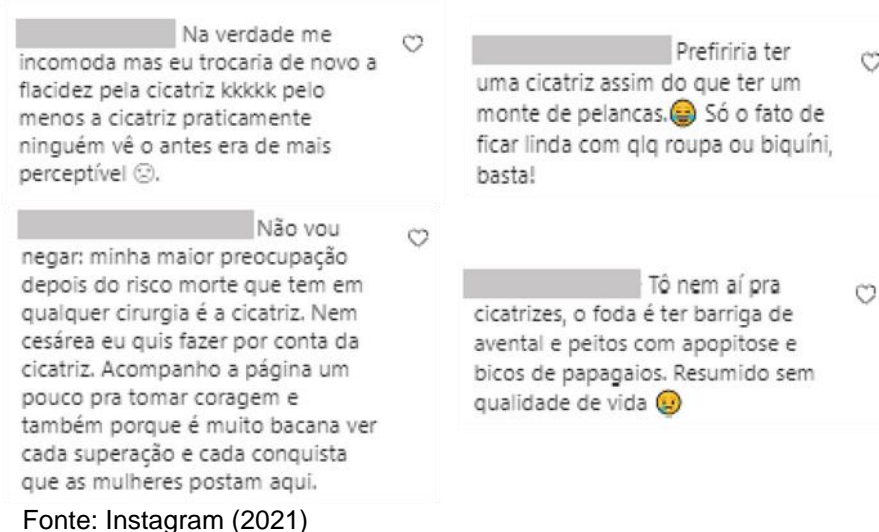 Na verdade me
incomoda mas eu trocaria de novo a
flacidez pela cicatriz kkkkk pelo
menos a cicatriz praticamente
ninguém vê o antes era de mais
perceptível ☹.
Prefiriria ter
uma cicatriz assim do que ter um
monte de pelancas.😂 Só o fato de
ficar linda com qlq roupa ou biquíni,
basta!
Não vou
negar: minha maior preocupação
depois do risco morte que tem em
qualquer cirurgia é a cicatriz. Nem
cesárea eu quis fazer por conta da
cicatriz. Acompanho a página um
pouco pra tomar coragem e
também porque é muito bacana ver
cada superação e cada conquista
que as mulheres postam aqui.
Tô nem aí pra
cicatrizes, o foda é ter barriga de
avental e peitos com apopitose e
bicos de papagaios. Resumido sem
qualidade de vida 😢
Fonte: Instagram (2021)